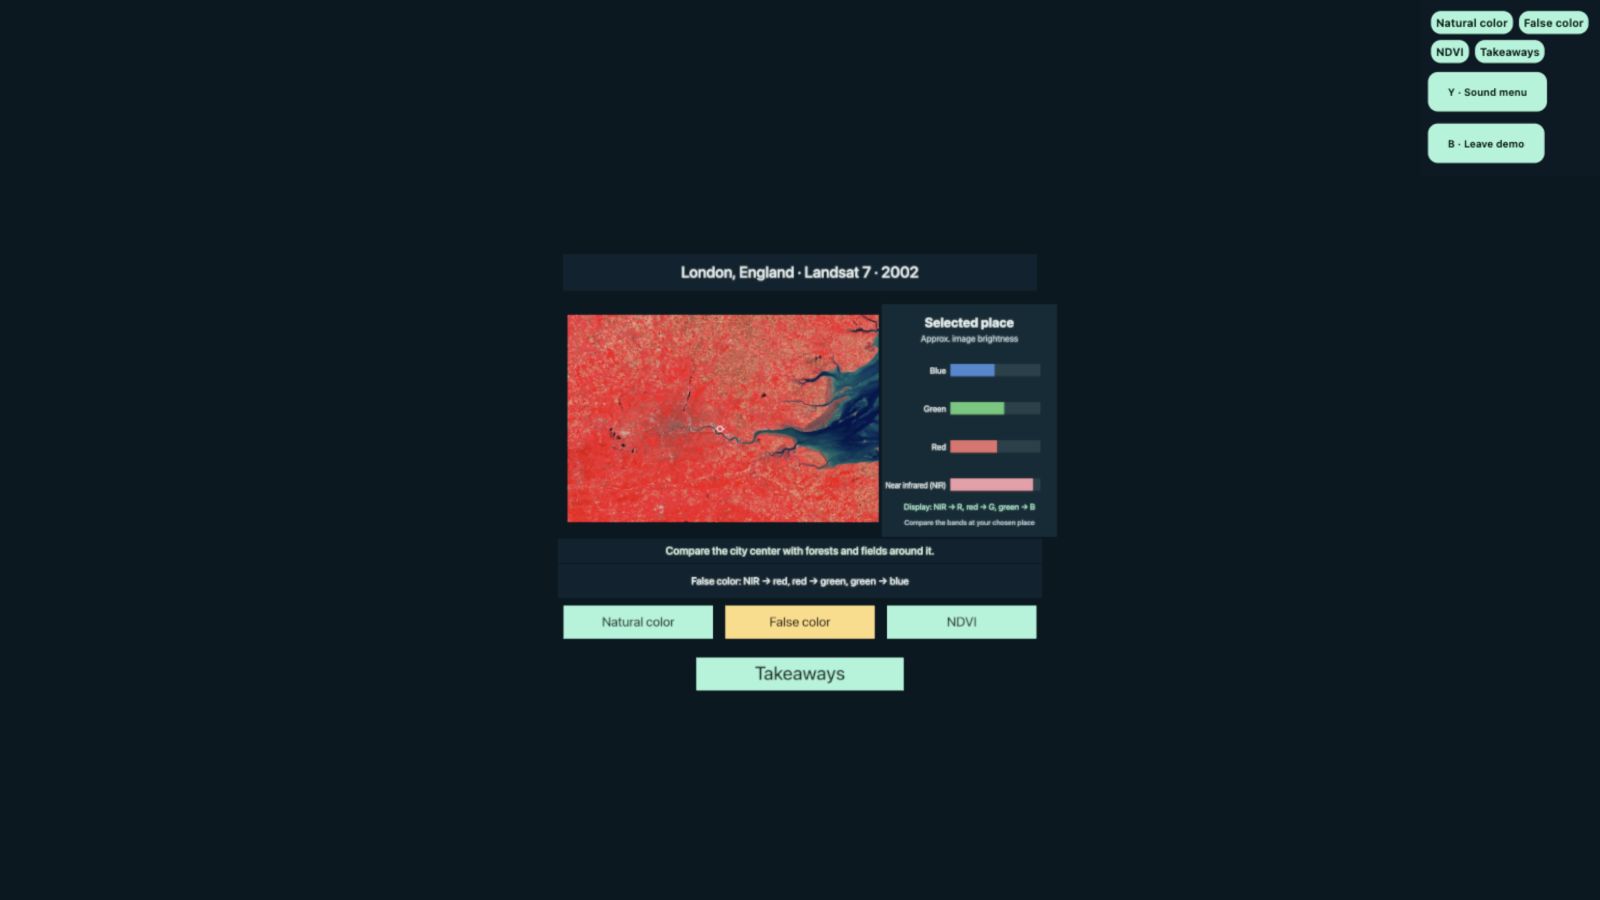 Natural color
False color
NDVI
Takeaways
Y · Sound menu
B · Leave demo
London, England · Landsat 7 · 2002
Selected place
Approx. image brightness
Blue
Green
Red
Near infrared (NIR)
Display: NIR → R, red → G, green → B
Compare the bands at your chosen place
Compare the city center with forests and fields around it.
False color: NIR → red, red → green, green → blue
Natural color
False color
NDVI
Takeaways